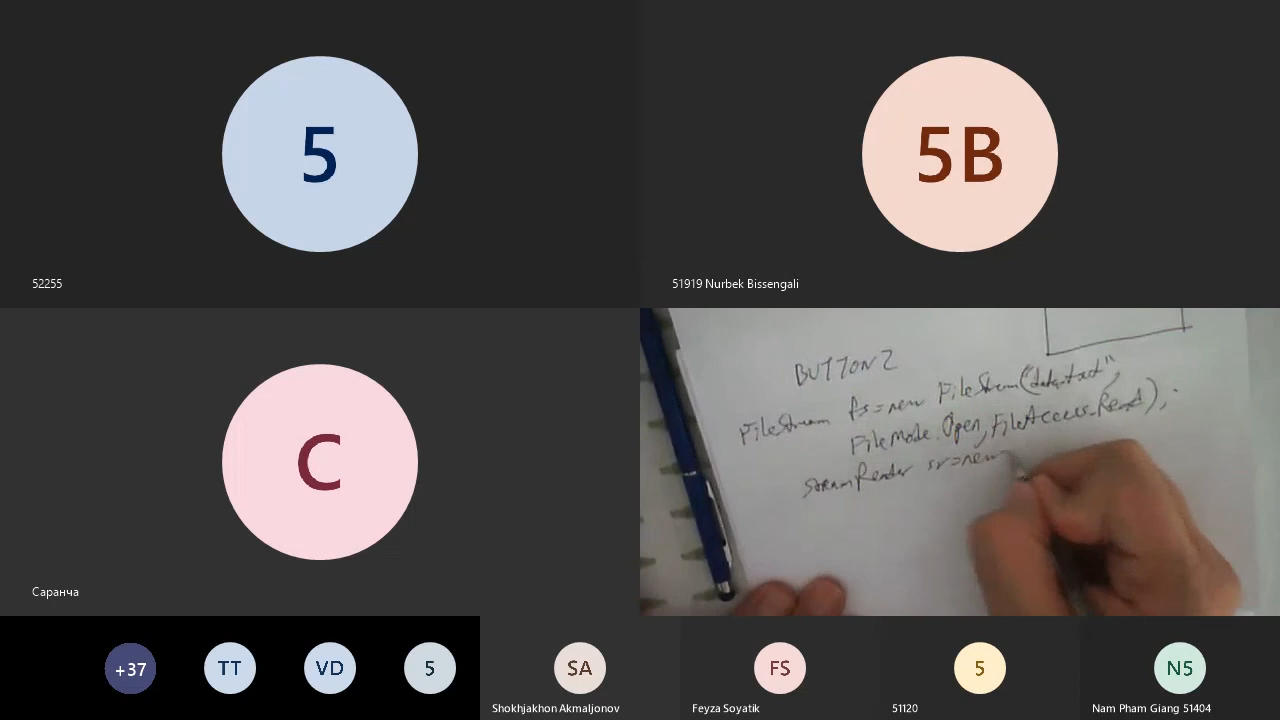 5
5B
52255
51919 Nurbek Bissengali
C
Саранча
BUTTON2
FileStream fs=new FileStream("data.txt",
FileMode.Open, FileAccess.Read);
StreamReader sr=new
+37
TT
VD
5
SA
FS
5
N5
Shokhjakhon Akmaljonov
Feyza Soyatik
51120
Nam Pham Giang 51404